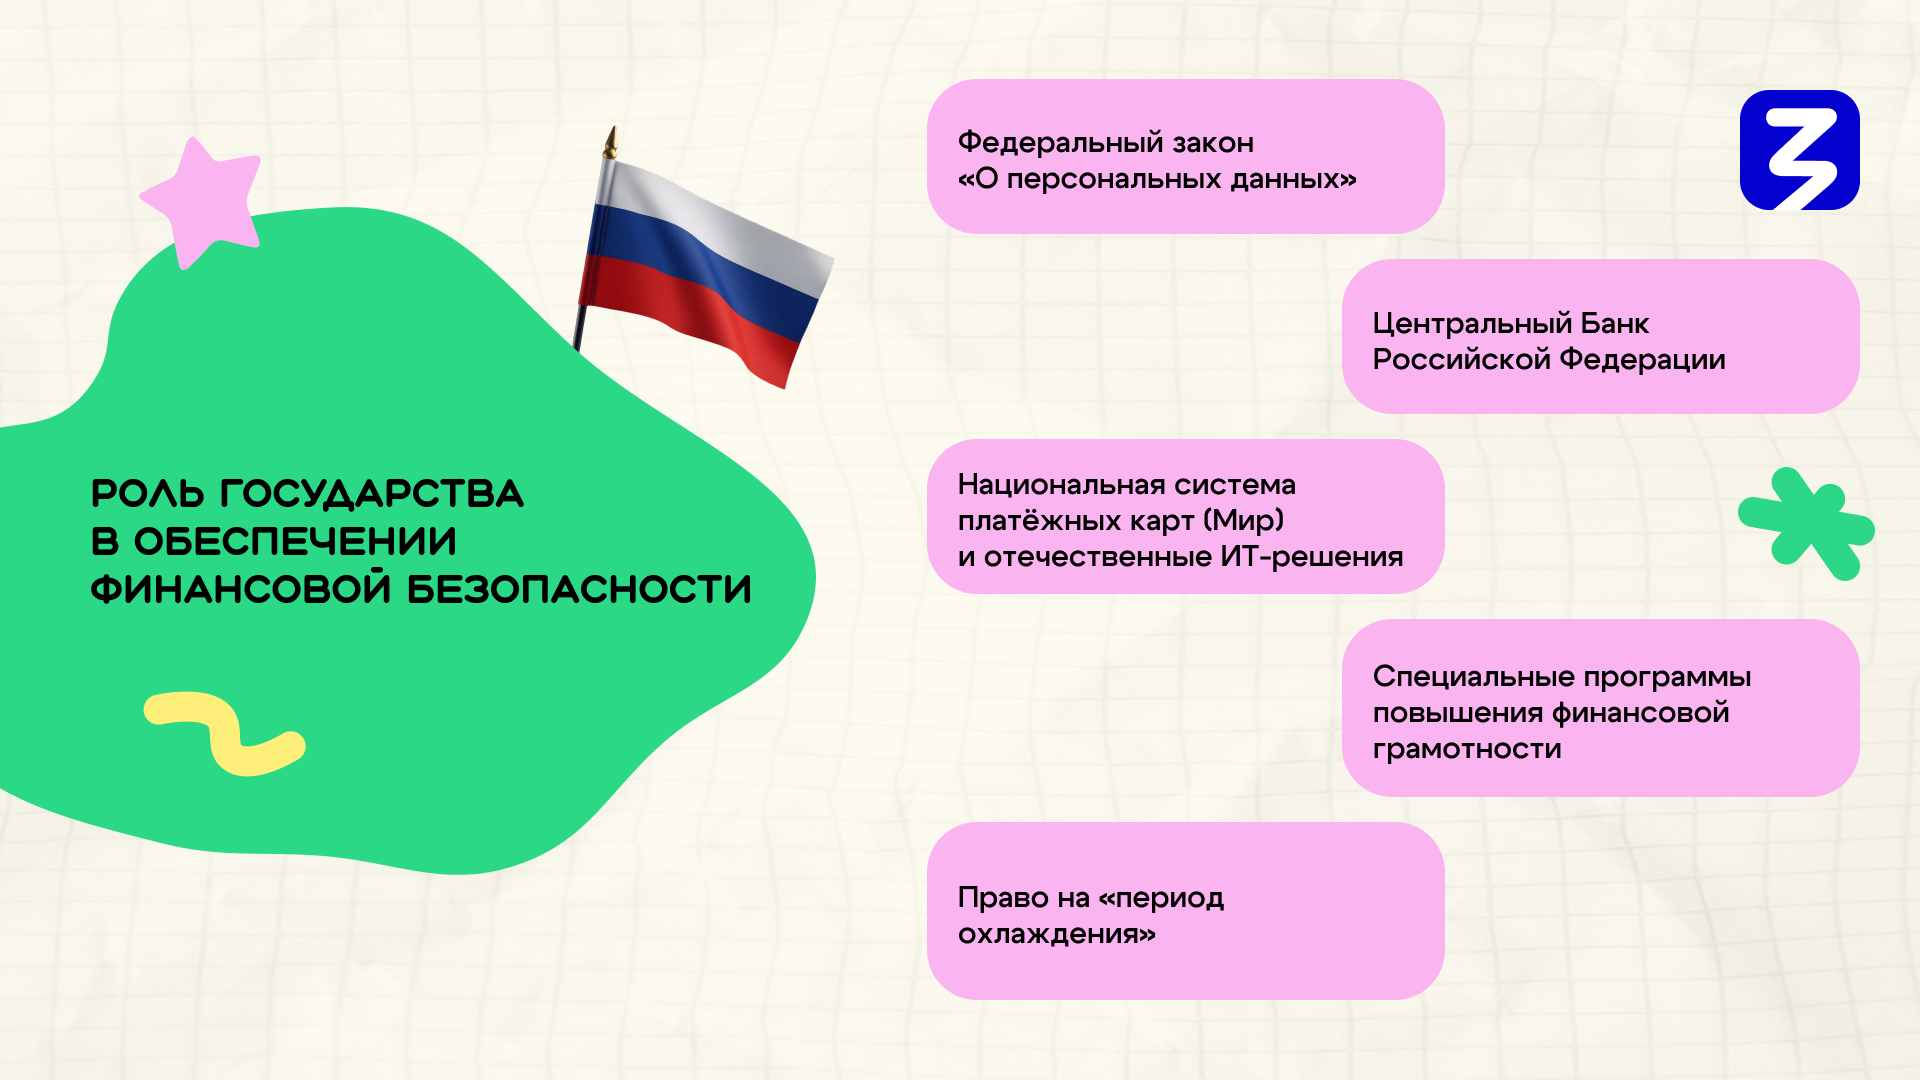 РОЛЬ ГОСУДАРСТВА
В ОБЕСПЕЧЕНИИ
ФИНАНСОВОЙ БЕЗОПАСНОСТИ
Федеральный закон
«О персональных данных»
Центральный Банк
Российской Федерации
Национальная система
платёжных карт (Мир)
и отечественные ИТ-решения
Специальные программы
повышения финансовой
грамотности
Право на «период
охлаждения»